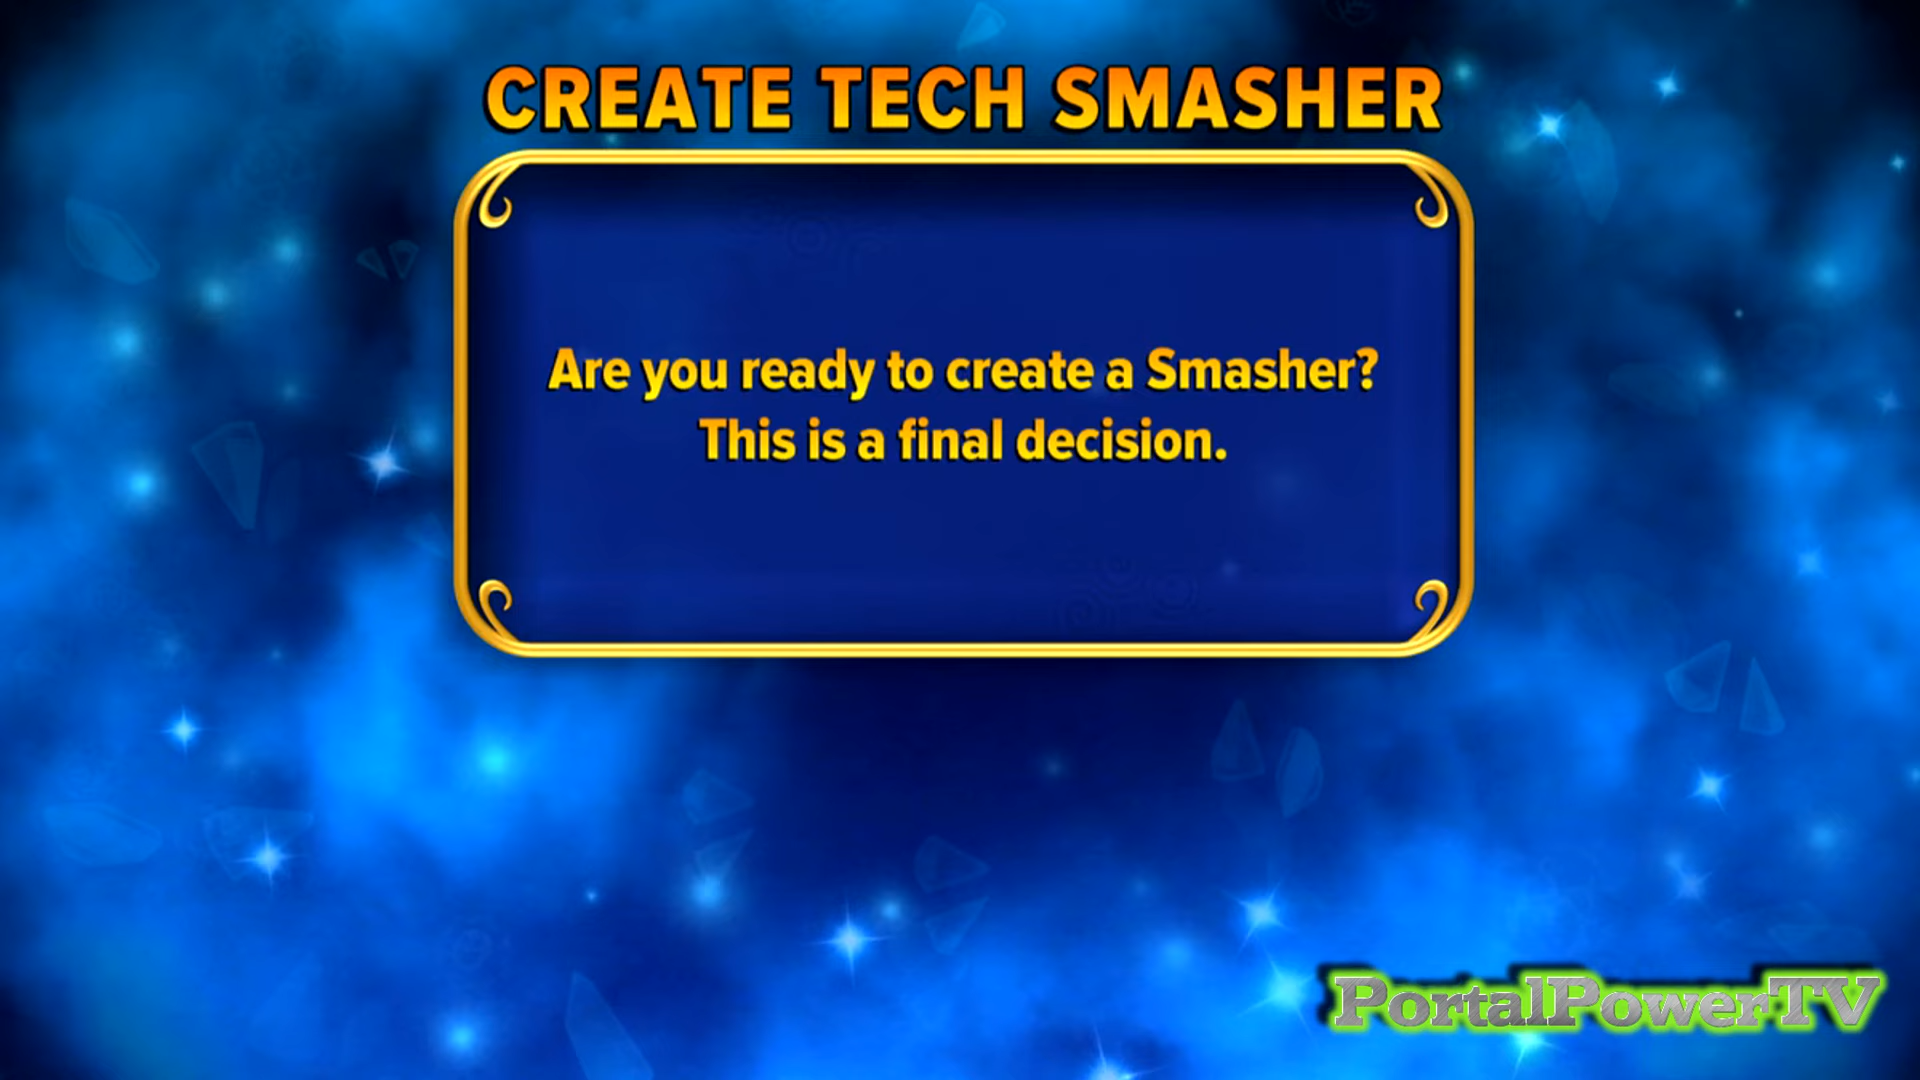 CREATE TECH SMASHER
Are you ready to create a Smasher?
This is a final decision.
PortalPowerTV